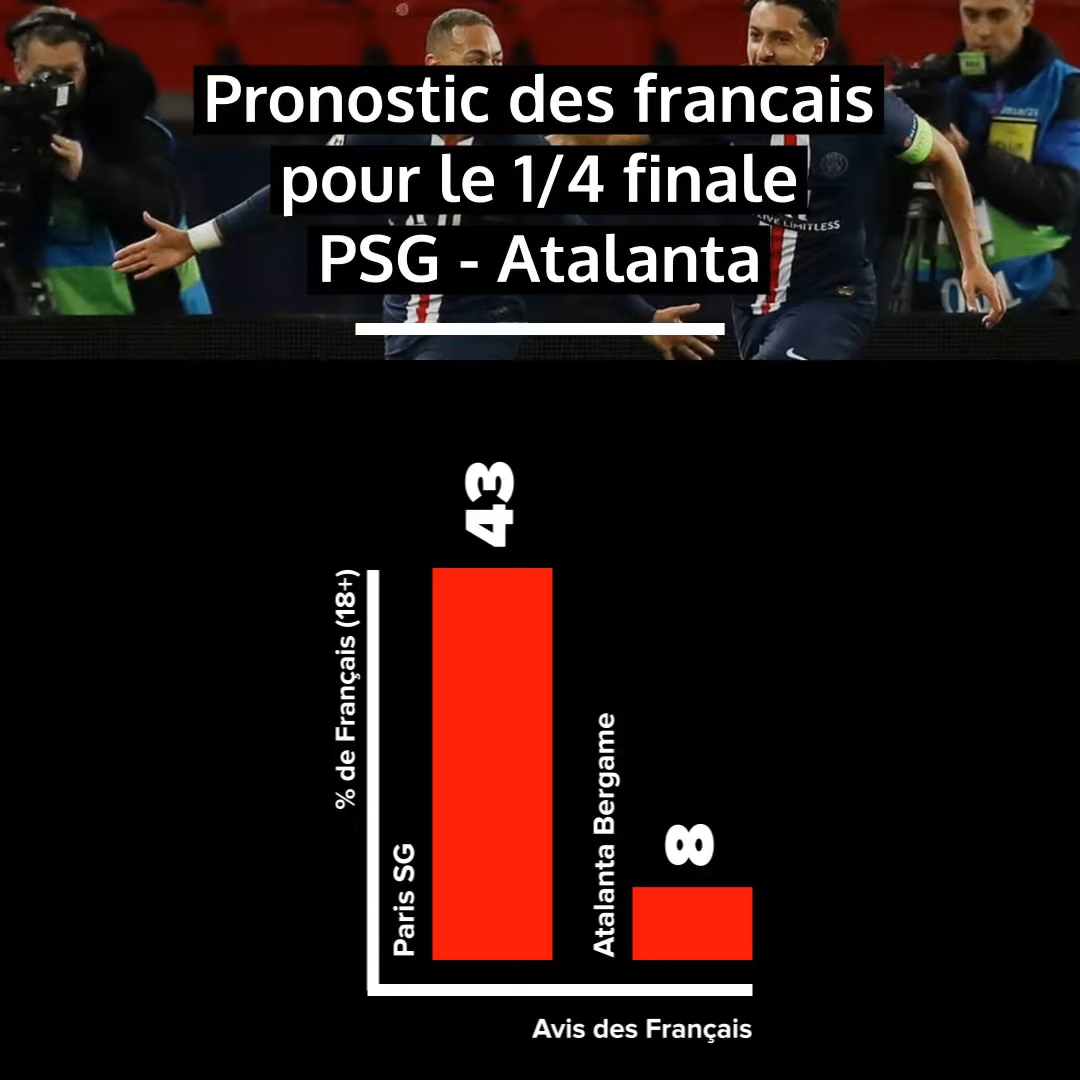 Pronostic des francais
pour le 1/4 finale
PSG - Atalanta
LIMITLESS
43
% de Français (18+)
Paris SG
Atalanta Bergame
8
Avis des Français